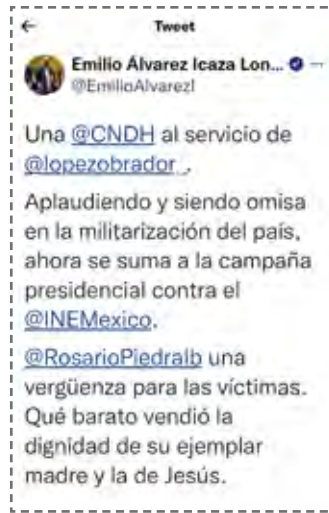 Tweet
Emilio Álvarez Icaza Lon...
@EmilioAlvarezI
Una @CNDH al servicio de
@lopezobrador_.
Aplaudiendo y siendo omisa
en la militarización del país,
ahora se suma a la campaña
presidencial contra el
@INEMexico.
@RosarioPiedraIb una
vergüenza para las víctimas.
Qué barato vendió la
dignidad de su ejemplar
madre y la de Jesús.